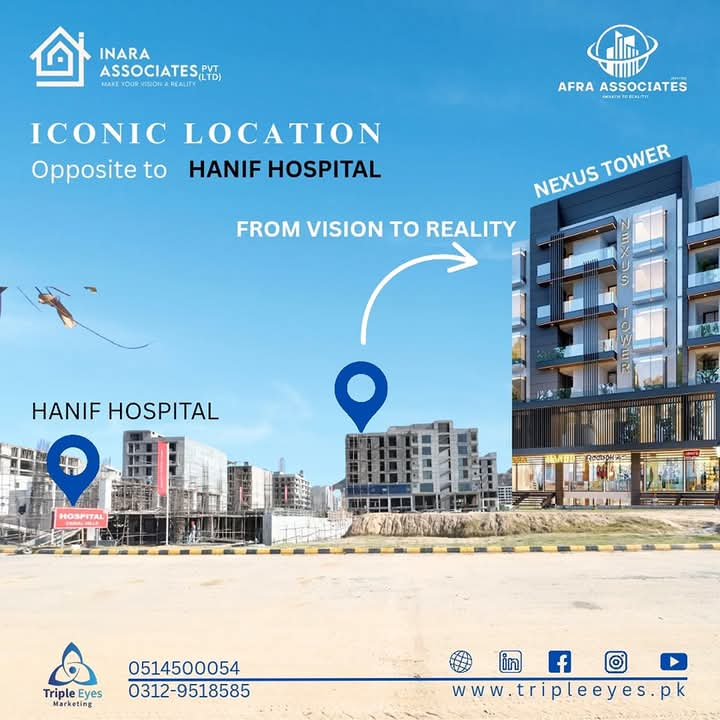 INARA
ASSOCIATES PVT (LTD)
MAKE YOUR VISION A REALITY
AFRA ASSOCIATES
ICONIC LOCATION
Opposite to HANIF HOSPITAL
NEXUS TOWER
FROM VISION TO REALITY
NEXUS TOWER
HANIF HOSPITAL
HOSPITAL
Triple Eyes
Marketing
0514500054
0312-9518585
www.tripleeyes.pk